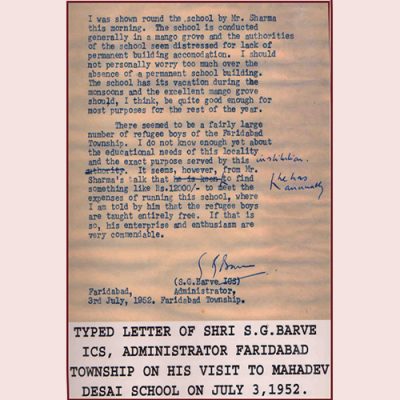 I was shown round the school by Mr. Sharma
this morning. The school is conducted
generally in a mango grove and the authorities
of the school seem distressed for lack of
permanent building accomodation. I should
not personally worry too much over the
absence of a permanent school building.
The school has its vacation during the
monsoons and the excellent mango grove
should, I think, be quite good enough for
most purposes for the rest of the year.
There seemed to be a fairly large
number of refugee boys of the Faridabad
Township. I do not know enough yet about
the educational needs of this locality
and the exact purpose served by this institution.
authority. It seems, however, from Mr.
Sharma's talk that he is keen to find he has
something like Rs.12000/- to meet the annually
expenses of running this school, where
I am told by him that the refugee boys
are taught entirely free. If that is
so, his enterprise and enthusiasm are
very commendable.
S G Barve
(S.G.Barve ICS)
Faridabad, Administrator,
3rd July, 1952. Faridabad Township.
TYPED LETTER OF SHRI S.G.BARVE
ICS, ADMINISTRATOR FARIDABAD
TOWNSHIP ON HIS VISIT TO MAHADEV
DESAI SCHOOL ON JULY 3,1952.